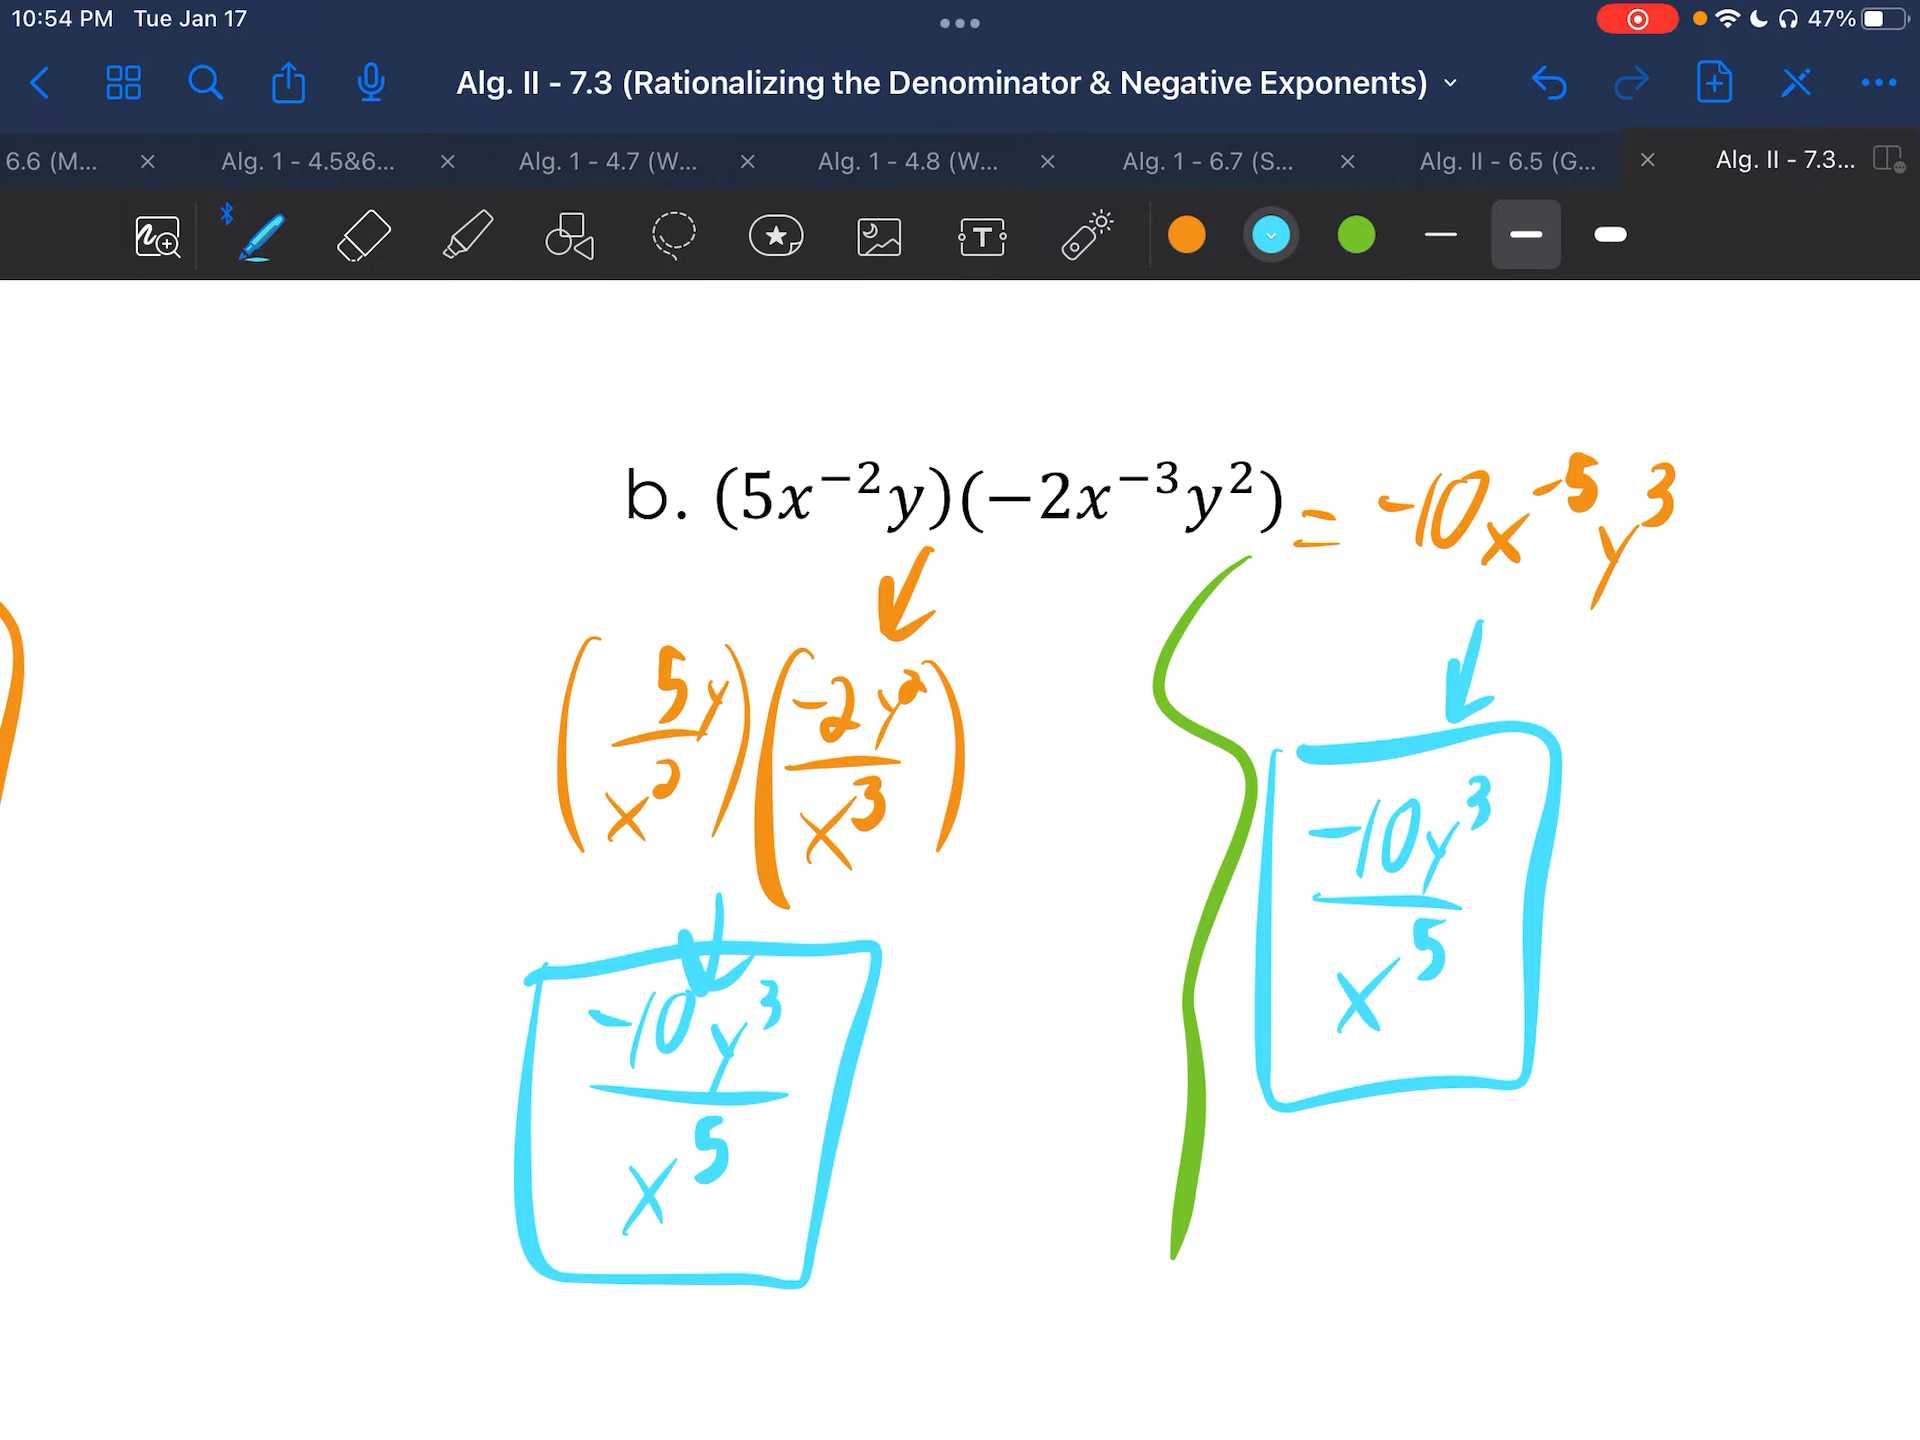 10:54 PM Tue Jan 17 47%
Alg. II - 7.3 (Rationalizing the Denominator & Negative Exponents)
6.6 (M... Alg. 1 - 4.5&6... Alg. 1 - 4.7 (W... Alg. 1 - 4.8 (W... Alg. 1 - 6.7 (S... Alg. II - 6.5 (G... Alg. II - 7.3...
T
b. (5x⁻²y)(−2x⁻³y²) = -10x⁻⁵y³
(5y/x²)(-2y²/x³)
-10y³/x⁵
-10y³/x⁵